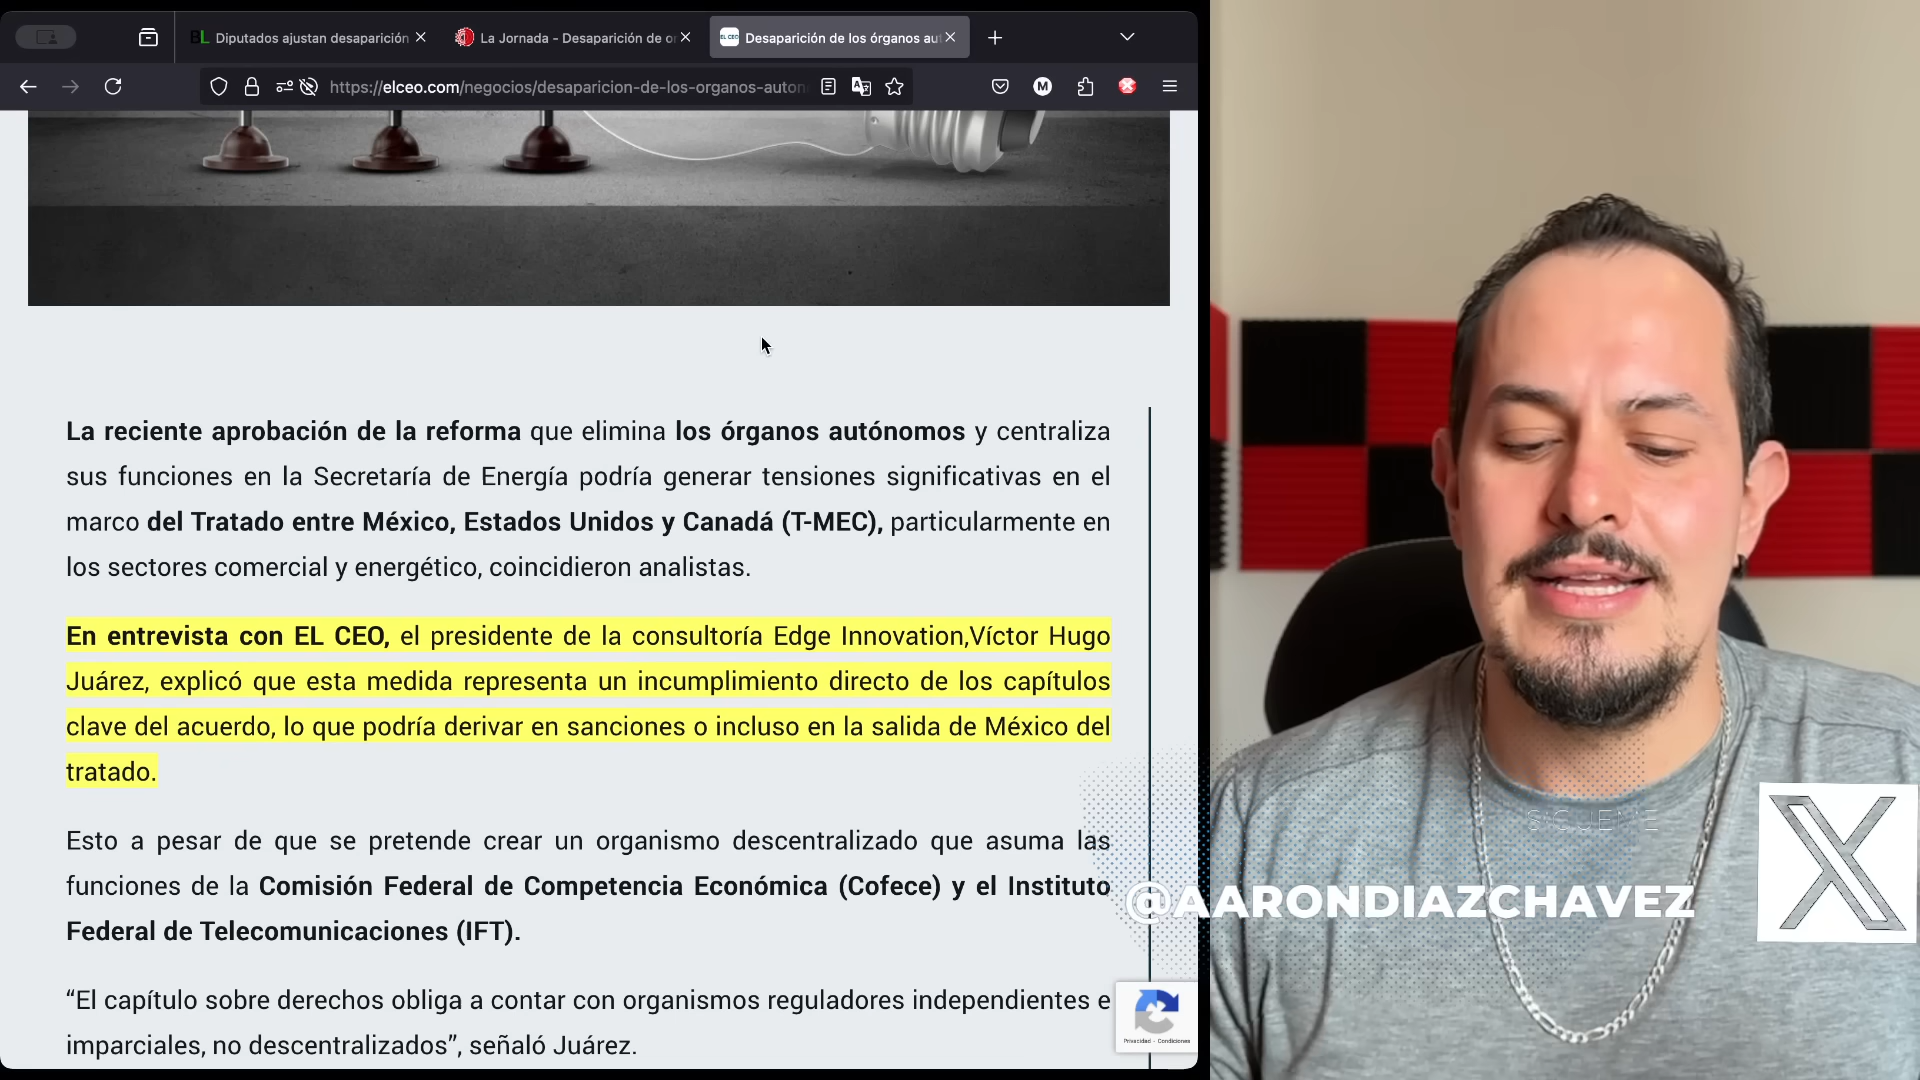 BL Diputados ajustan desaparición
La Jornada - Desaparición de or
EL CEO Desaparición de los órganos au
https://elceo.com/negocios/desaparicion-de-los-organos-auton
M
La reciente aprobación de la reforma que elimina los órganos autónomos y centraliza
sus funciones en la Secretaría de Energía podría generar tensiones significativas en el
marco del Tratado entre México, Estados Unidos y Canadá (T-MEC), particularmente en
los sectores comercial y energético, coincidieron analistas.
En entrevista con EL CEO, el presidente de la consultoría Edge Innovation,Víctor Hugo
Juárez, explicó que esta medida representa un incumplimiento directo de los capítulos
clave del acuerdo, lo que podría derivar en sanciones o incluso en la salida de México del
tratado.
Esto a pesar de que se pretende crear un organismo descentralizado que asuma las
funciones de la Comisión Federal de Competencia Económica (Cofece) y el Instituto
Federal de Telecomunicaciones (IFT).
“El capítulo sobre derechos obliga a contar con organismos reguladores independientes e
imparciales, no descentralizados”, señaló Juárez.
Privacidad - Condiciones
SIGUEME
@AARONDIAZCHAVEZ
X